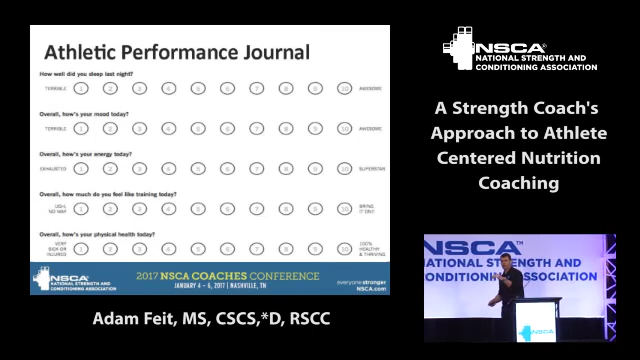 Athletic Performance Journal
How well did you sleep last night?
TERRIBLE 1 2 3 4 5 6 7 8 9 10 AWESOME
Overall, how's your mood today?
TERRIBLE 1 2 3 4 5 6 7 8 9 10 AWESOME
Overall, how's your energy today?
EXHAUSTED 1 2 3 4 5 6 7 8 9 10 SUPERSTAR
Overall, how much do you feel like training today?
UGH, NO WAY 1 2 3 4 5 6 7 8 9 10 BRING IT ON!!
Overall, how's your physical health today?
VERY SICK OR INJURED 1 2 3 4 5 6 7 8 9 10 100% HEALTHY & THRIVING
NSCA
NATIONAL STRENGTH AND
CONDITIONING ASSOCIATION
2017 NSCA COACHES CONFERENCE
JANUARY 4 – 6, 2017 | NASHVILLE, TN
everyone stronger
NSCA.com
Adam Feit, MS, CSCS,*D, RSCC
NSCA
NATIONAL STRENGTH AND
CONDITIONING ASSOCIATION
A Strength Coach's
Approach to Athlete
Centered Nutrition
Coaching
NSCA
NATIONAL STRENGTH AND
CONDITIONING ASSOCIATION
NSCA